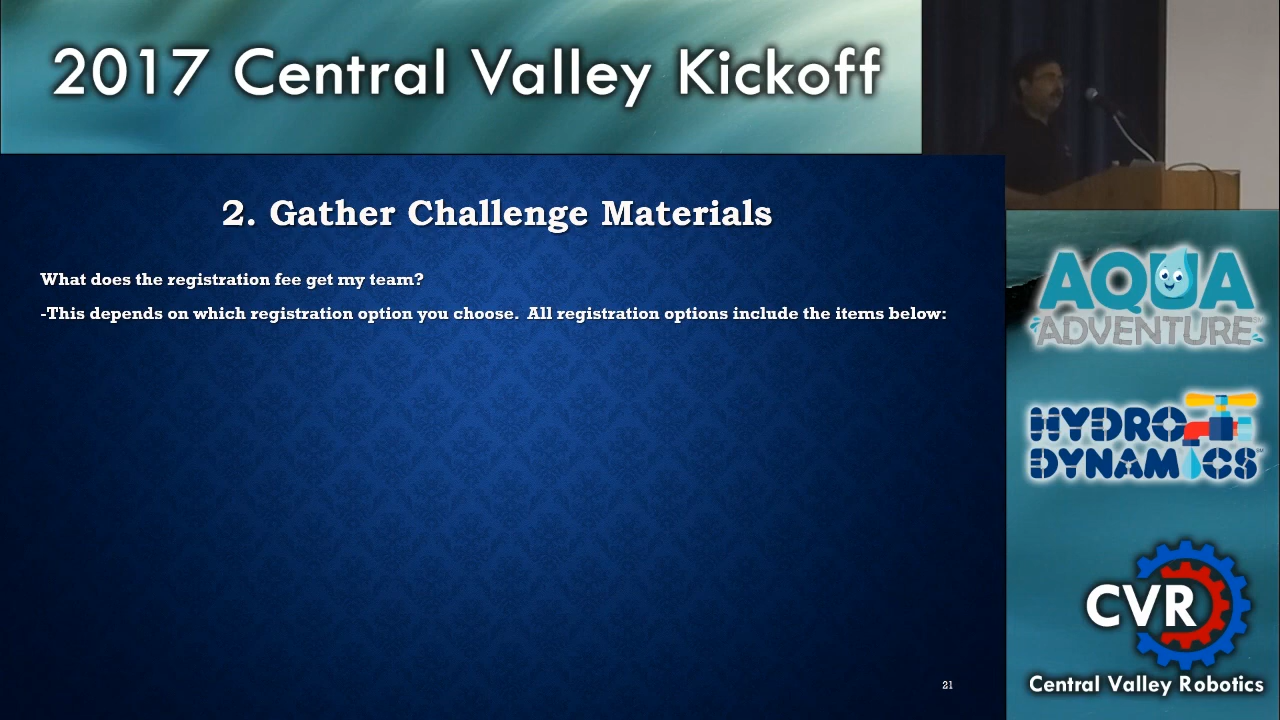 2017 Central Valley Kickoff
2. Gather Challenge Materials
What does the registration fee get my team?
-This depends on which registration option you choose.  All registration options include the items below:
21
AQUA
ADVENTURE
HYDRO
DYNAMICS
CVR
Central Valley Robotics